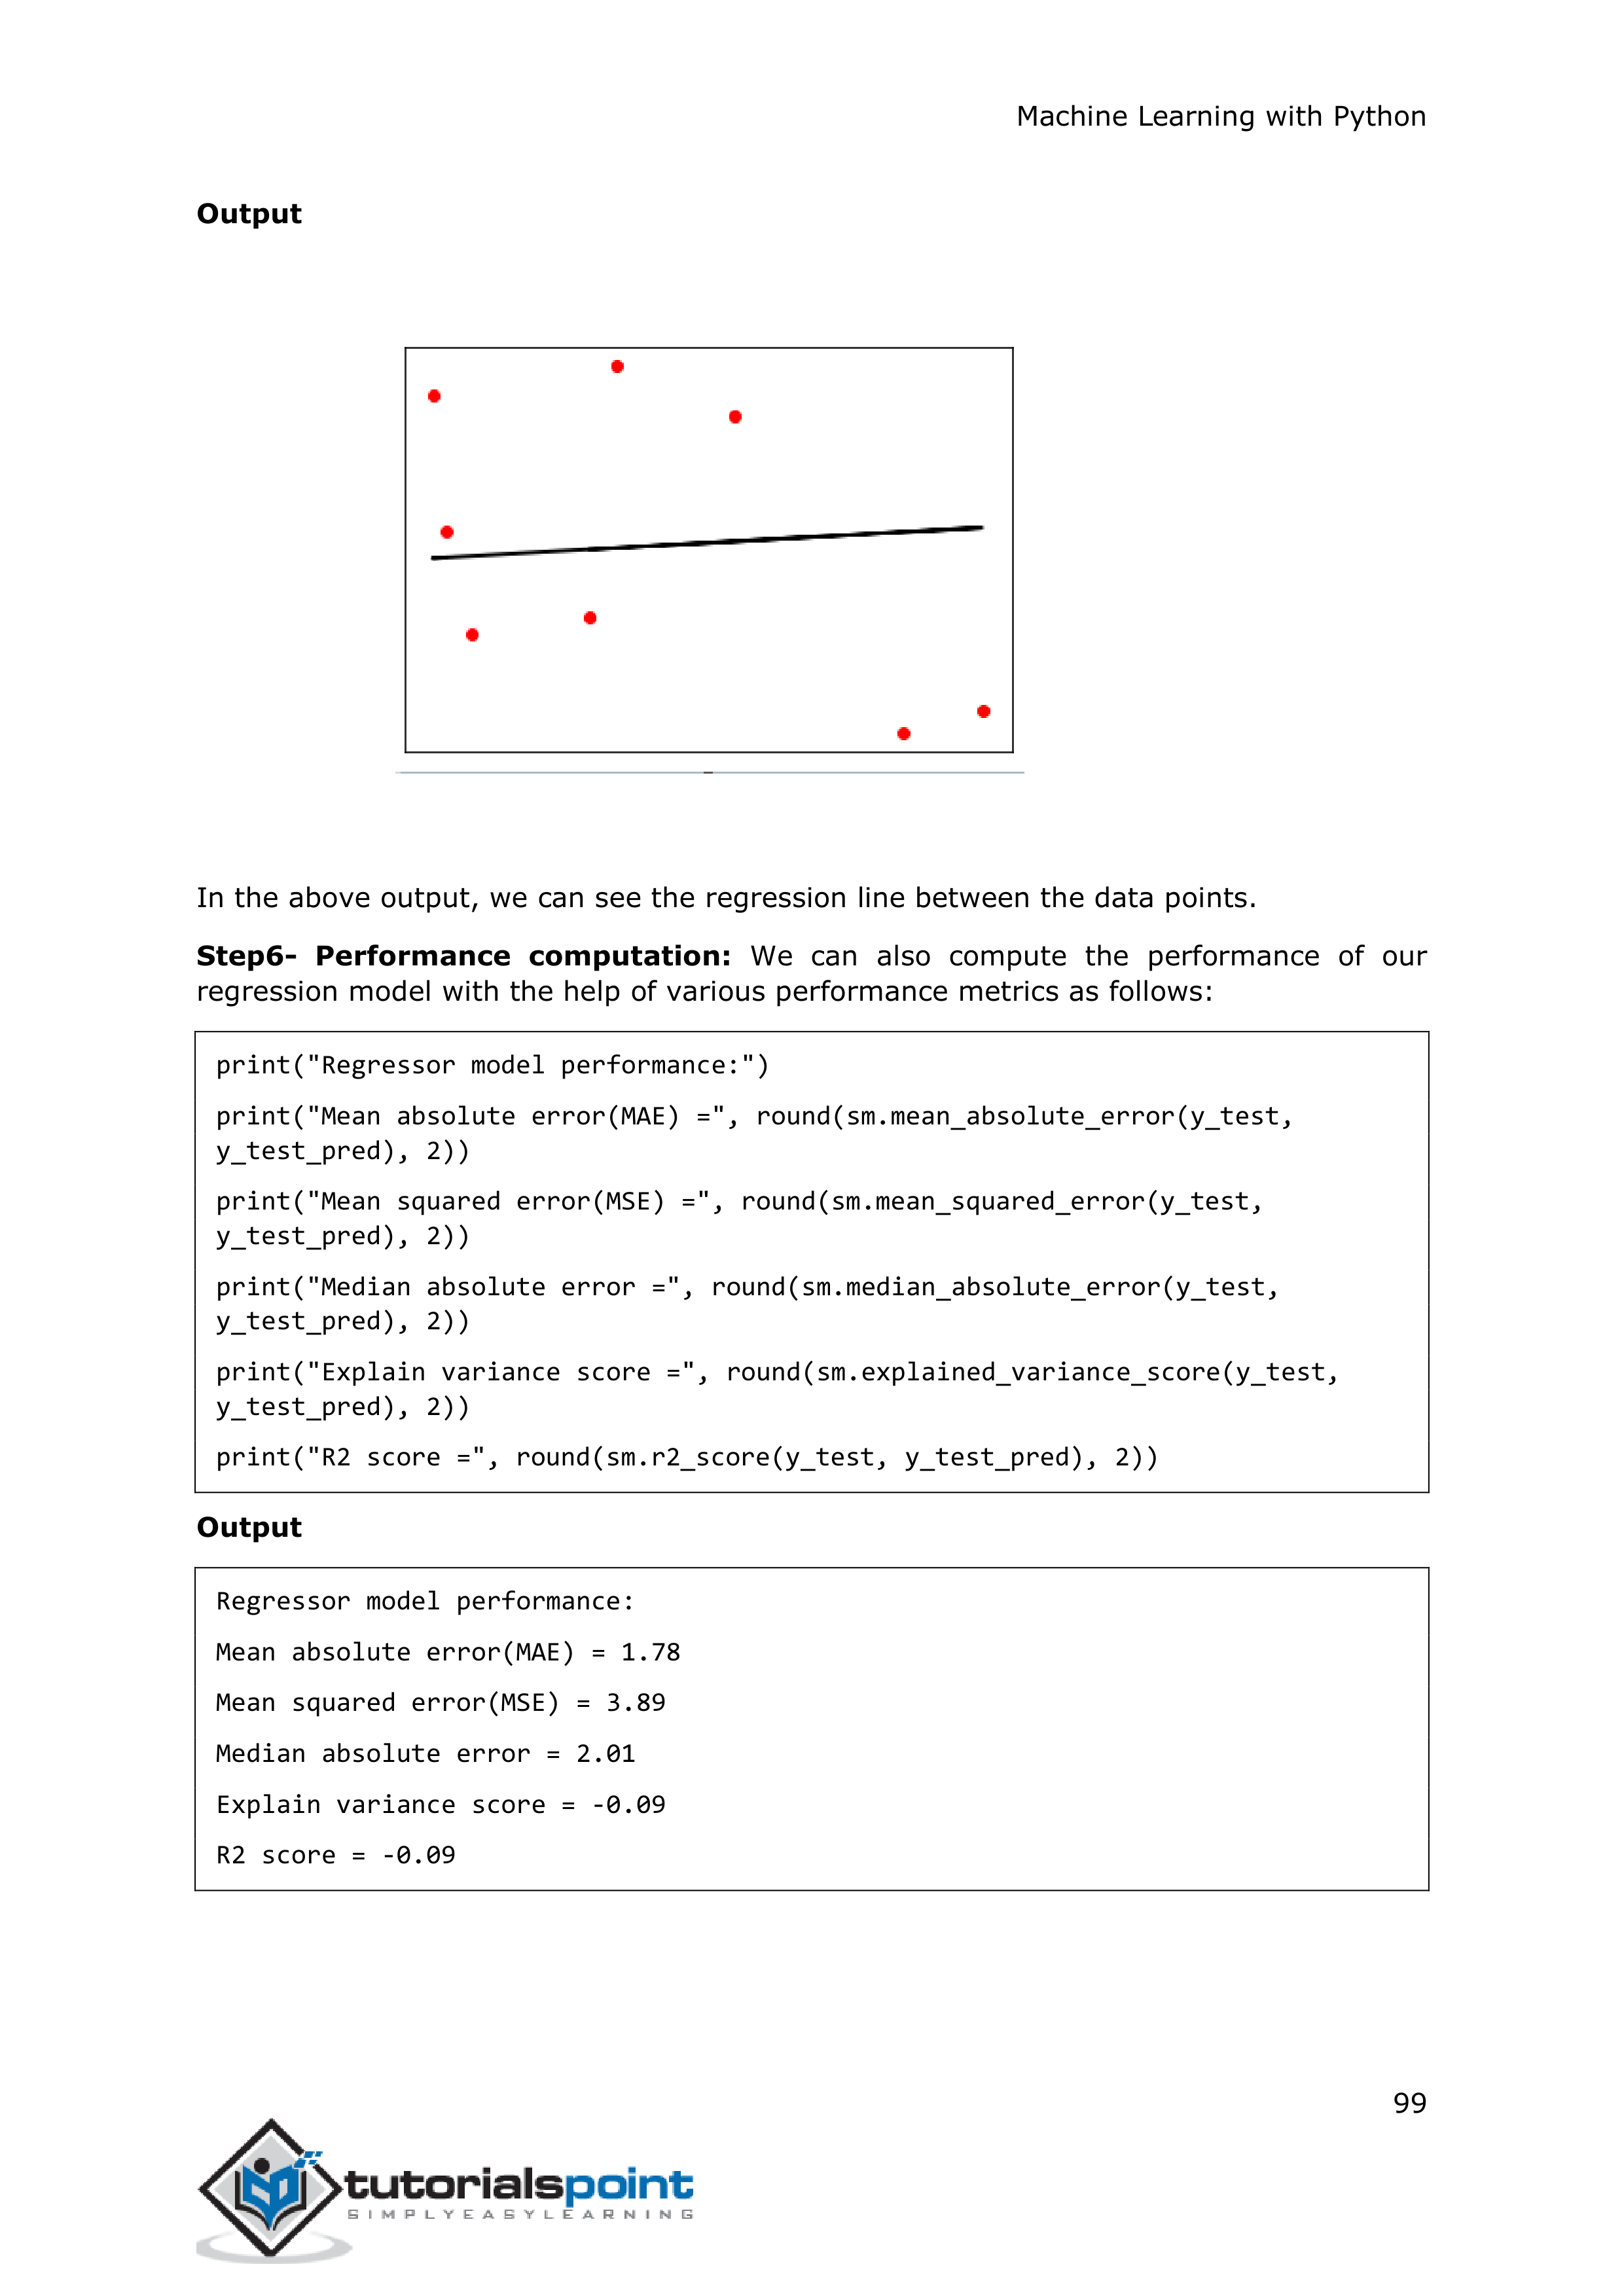 Machine Learning with Python
Output
In the above output, we can see the regression line between the data points.
Step6- Performance computation: We can also compute the performance of our
regression model with the help of various performance metrics as follows:
print("Regressor model performance:")
print("Mean absolute error(MAE) =", round(sm.mean_absolute_error(y_test,
y_test_pred), 2))
print("Mean squared error(MSE) =", round(sm.mean_squared_error(y_test,
y_test_pred), 2))
print("Median absolute error =", round(sm.median_absolute_error(y_test,
y_test_pred), 2))
print("Explain variance score =", round(sm.explained_variance_score(y_test,
y_test_pred), 2))
print("R2 score =", round(sm.r2_score(y_test, y_test_pred), 2))
Output
Regressor model performance:
Mean absolute error(MAE) = 1.78
Mean squared error(MSE) = 3.89
Median absolute error = 2.01
Explain variance score = -0.09
R2 score = -0.09
99
tutorialspoint
SIMPLYEASYLEARNING